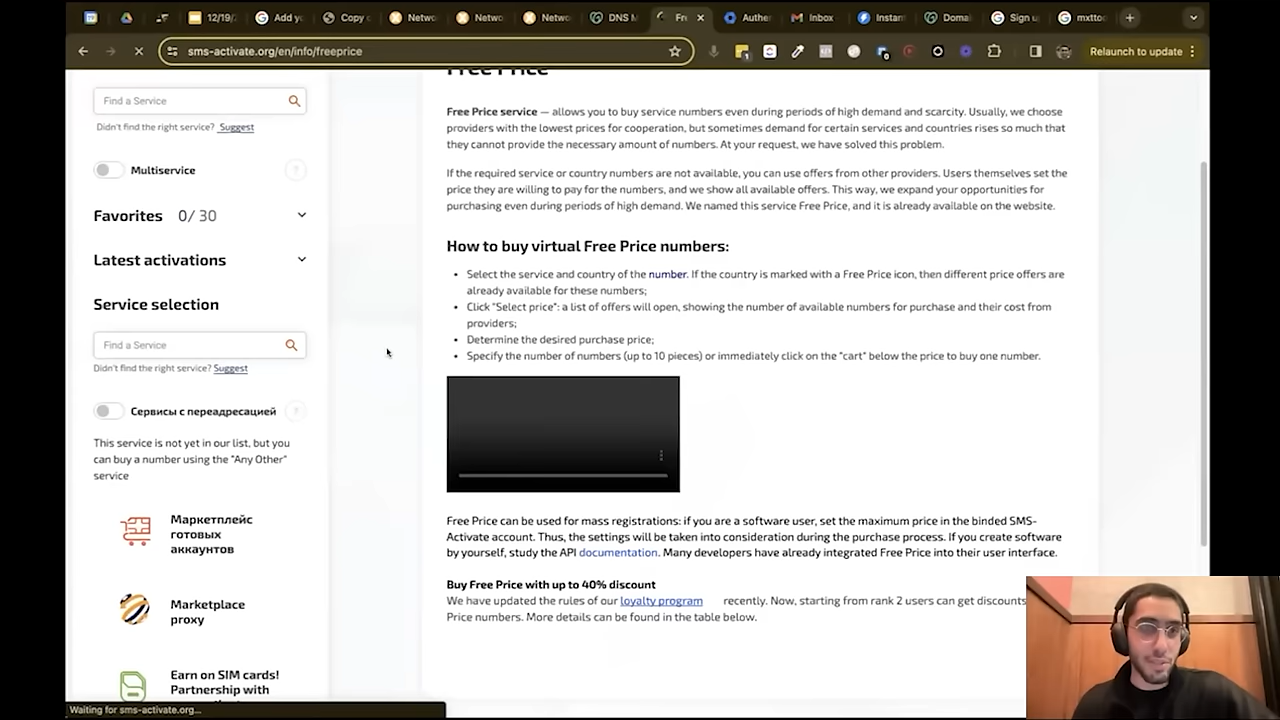 12/19/
Add yo
Copy o
Netwo
Netwo
Netwo
DNS M
Fre
Auther
Inbox
Instan
Domai
Sign u
mxtto
sms-activate.org/en/info/freeprice
Relaunch to update
Find a Service
Didn't find the right service? Suggest
Multiservice
Favorites 0/ 30
Latest activations
Service selection
Find a Service
Didn't find the right service? Suggest
Сервисы с переадресацией
This service is not yet in our list, but you
can buy a number using the "Any Other"
service
Маркетплейс
готовых
аккаунтов
Marketplace
proxy
Earn on SIM cards!
Partnership with
Free Price
Free Price service — allows you to buy service numbers even during periods of high demand and scarcity. Usually, we choose
providers with the lowest prices for cooperation, but sometimes demand for certain services and countries rises so much that
they cannot provide the necessary amount of numbers. At your request, we have solved this problem.
If the required service or country numbers are not available, you can use offers from other providers. Users themselves set the
price they are willing to pay for the numbers, and we show all available offers. This way, we expand your opportunities for
purchasing even during periods of high demand. We named this service Free Price, and it is already available on the website.
How to buy virtual Free Price numbers:
• Select the service and country of the number. If the country is marked with a Free Price icon, then different price offers are
already available for these numbers;
• Click "Select price": a list of offers will open, showing the number of available numbers for purchase and their cost from
providers;
• Determine the desired purchase price;
• Specify the number of numbers (up to 10 pieces) or immediately click on the "cart" below the price to buy one number.
Free Price can be used for mass registrations: if you are a software user, set the maximum price in the binded SMS-
Activate account. Thus, the settings will be taken into consideration during the purchase process. If you create software
by yourself, study the API documentation. Many developers have already integrated Free Price into their user interface.
Buy Free Price with up to 40% discount
We have updated the rules of our loyalty program recently. Now, starting from rank 2 users can get discounts
Price numbers. More details can be found in the table below.
Waiting for sms-activate.org...